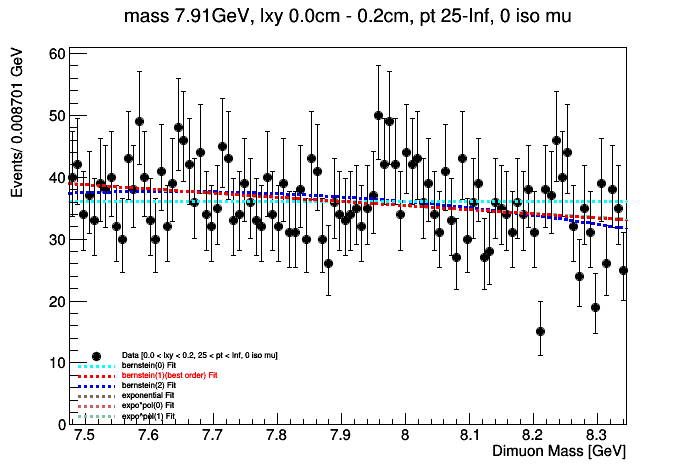 mass 7.91GeV, lxy 0.0cm - 0.2cm, pt 25-Inf, 0 iso mu
Events/ 0.008701 GeV
60
50
40
30
20
10
0
Data [0.0 < lxy < 0.2, 25 < pt < Inf, 0 iso mu]
bernstein(0) Fit
bernstein(1)(best order) Fit
bernstein(2) Fit
exponential Fit
expo*pol(0) Fit
expo*pol(1) Fit
7.5 7.6 7.7 7.8 7.9 8 8.1 8.2 8.3
Dimuon Mass [GeV]